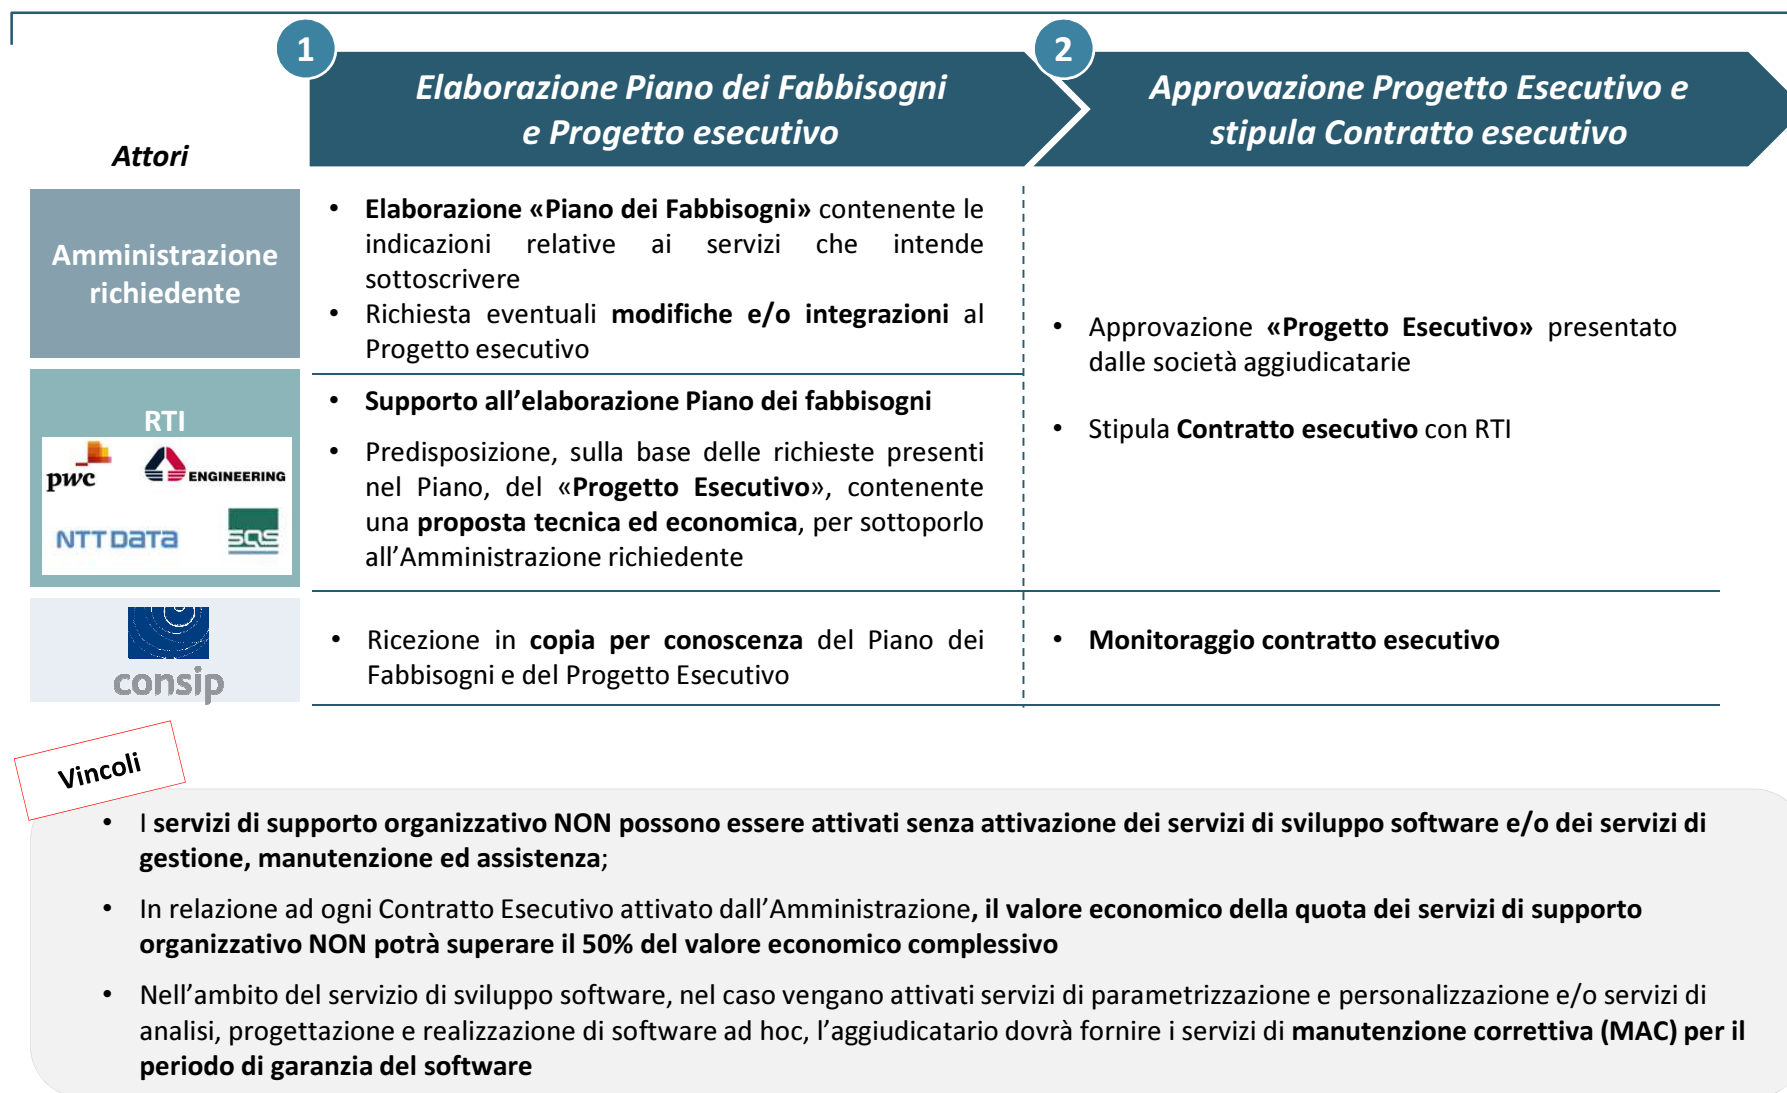 1
2
Elaborazione Piano dei Fabbisogni
e Progetto esecutivo
Approvazione Progetto Esecutivo e
stipula Contratto esecutivo
Attori
Amministrazione
richiedente
• Elaborazione «Piano dei Fabbisogni» contenente le
indicazioni relative ai servizi che intende
sottoscrivere
• Richiesta eventuali modifiche e/o integrazioni al
Progetto esecutivo
RTI
pwc
ENGINEERING
NTT DATA
SQS
• Supporto all’elaborazione Piano dei fabbisogni
• Predisposizione, sulla base delle richieste presenti
nel Piano, del «Progetto Esecutivo», contenente
una proposta tecnica ed economica, per sottoporlo
all’Amministrazione richiedente
• Approvazione «Progetto Esecutivo» presentato
dalle società aggiudicatarie
• Stipula Contratto esecutivo con RTI
consip
• Ricezione in copia per conoscenza del Piano dei
Fabbisogni e del Progetto Esecutivo
• Monitoraggio contratto esecutivo
Vincoli
• I servizi di supporto organizzativo NON possono essere attivati senza attivazione dei servizi di sviluppo software e/o dei servizi di
gestione, manutenzione ed assistenza;
• In relazione ad ogni Contratto Esecutivo attivato dall’Amministrazione, il valore economico della quota dei servizi di supporto
organizzativo NON potrà superare il 50% del valore economico complessivo
• Nell’ambito del servizio di sviluppo software, nel caso vengano attivati servizi di parametrizzazione e personalizzazione e/o servizi di
analisi, progettazione e realizzazione di software ad hoc, l’aggiudicatario dovrà fornire i servizi di manutenzione correttiva (MAC) per il
periodo di garanzia del software